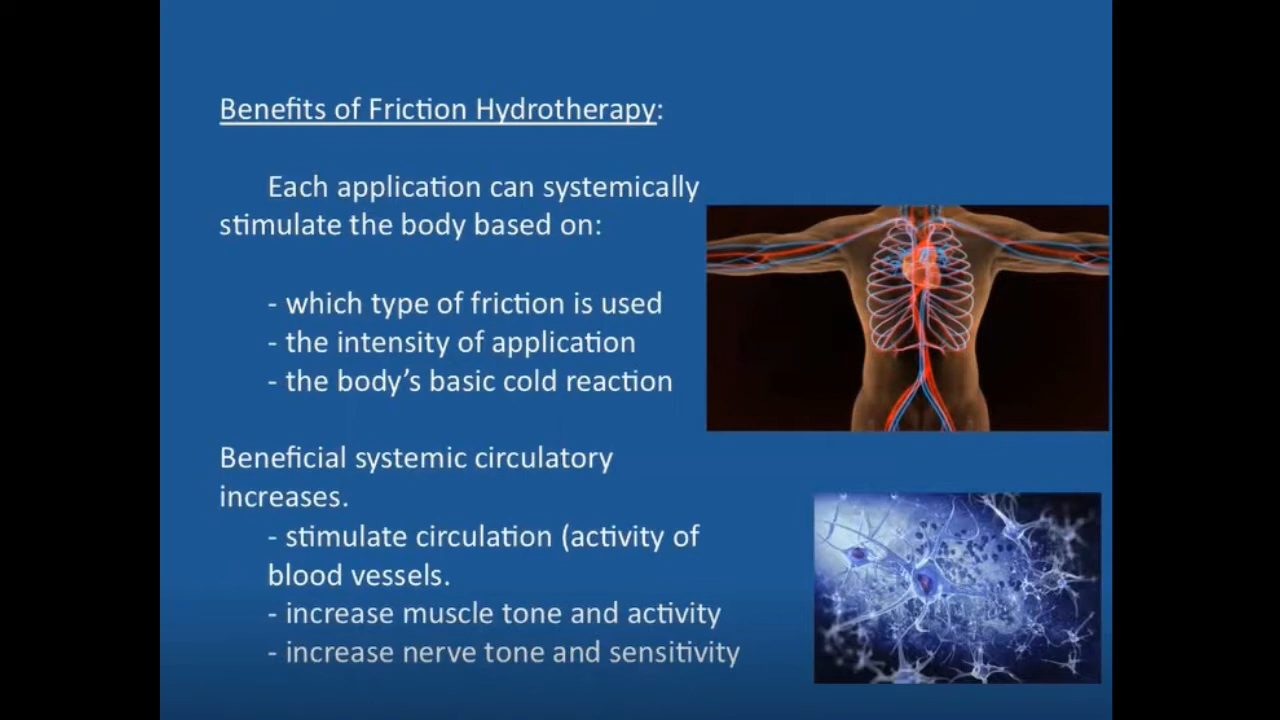 Benefits of Friction Hydrotherapy:
Each application can systemically
stimulate the body based on:
- which type of friction is used
- the intensity of application
- the body’s basic cold reaction
Beneficial systemic circulatory
increases.
- stimulate circulation (activity of
blood vessels.
- increase muscle tone and activity
- increase nerve tone and sensitivity